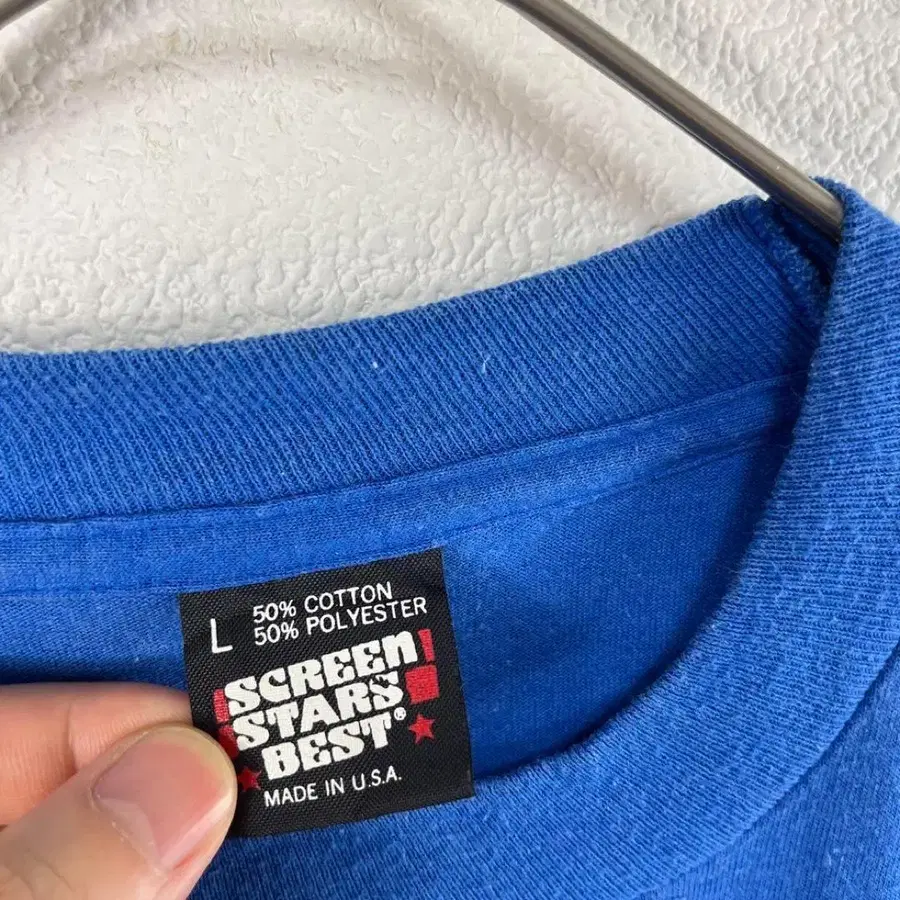 L 50% COTTON
50% POLYESTER
SCREEN
STARS
BEST®
MADE IN U.S.A.